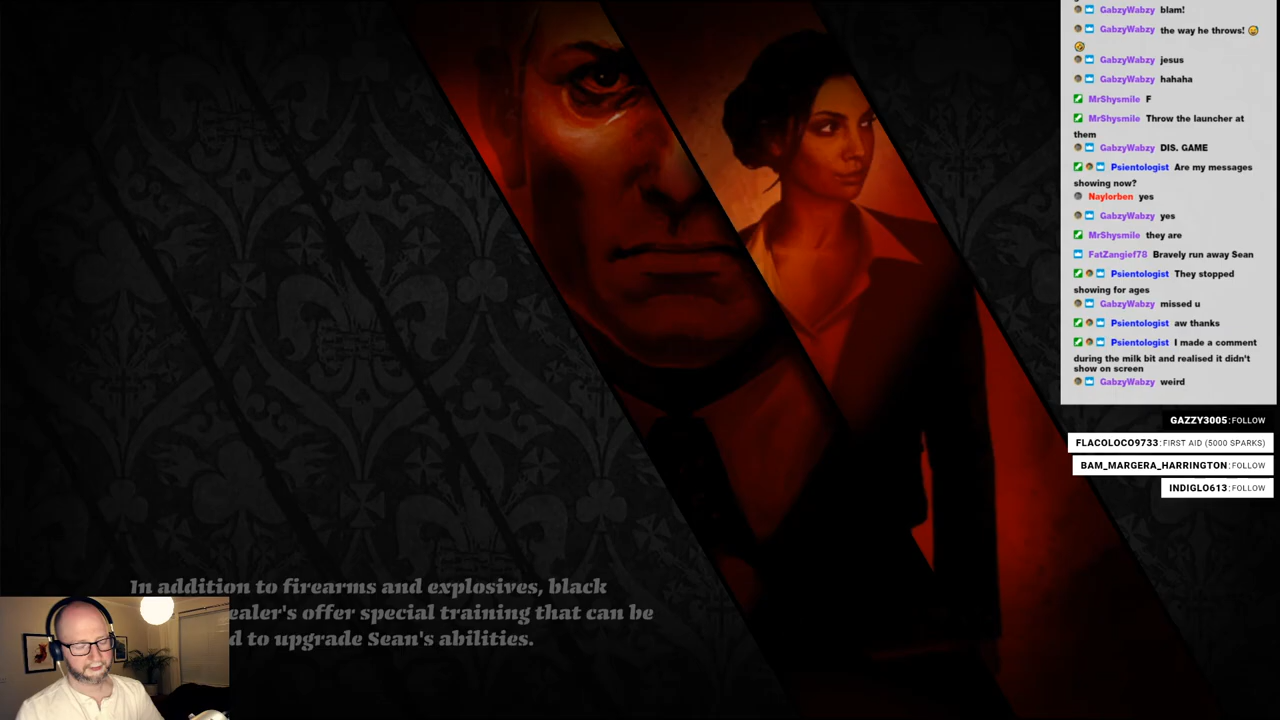 GabzyWabzy blam!
GabzyWabzy the way he throws!
GabzyWabzy jesus
GabzyWabzy hahaha
MrShysmile F
MrShysmile Throw the launcher at
them
GabzyWabzy DIS. GAME
Psientologist Are my messages
showing now?
Naylorben yes
GabzyWabzy yes
MrShysmile they are
FatZangief78 Bravely run away Sean
Psientologist They stopped
showing for ages
GabzyWabzy missed u
Psientologist aw thanks
Psientologist I made a comment
during the milk bit and realised it didn't
show on screen
GabzyWabzy weird
GAZZY3005:FOLLOW
FLACOLOCO9733:FIRST AID (5000 SPARKS)
BAM_MARGERA_HARRINGTON:FOLLOW
INDIGLO613:FOLLOW
In addition to firearms and explosives, black
ealer's offer special training that can be
d to upgrade Sean's abilities.